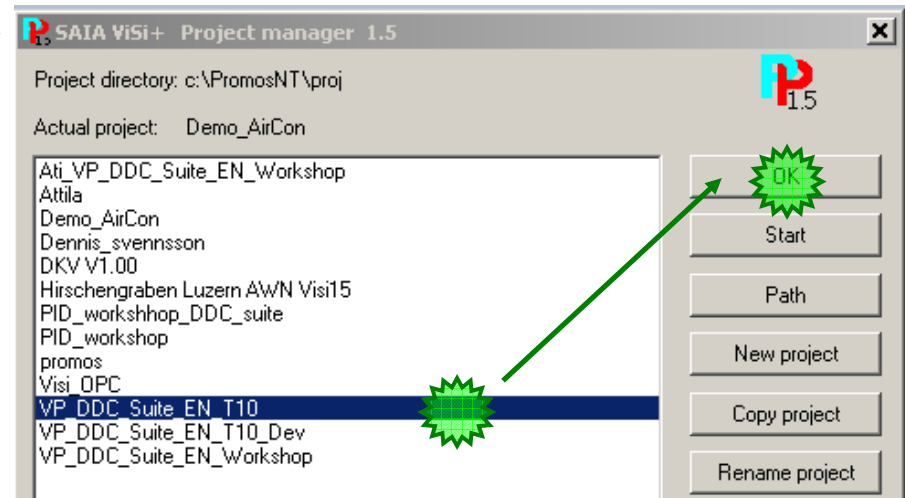 SAIA ViSi+ Project manager 1.5
Project directory: c:\PromosNT\proj
1.5
Actual project: Demo_AirCon
Ati_VP_DDC_Suite_EN_Workshop
Attila
Demo_AirCon
Dennis_svennsson
DKV V1.00
Hirschengraben Luzern AWN Visi15
PID_workshhop_DDC_suite
PID_workshop
promos
Visi_OPC
VP_DDC_Suite_EN_T10
VP_DDC_Suite_EN_T10_Dev
VP_DDC_Suite_EN_Workshop
OK
Start
Path
New project
Copy project
Rename project